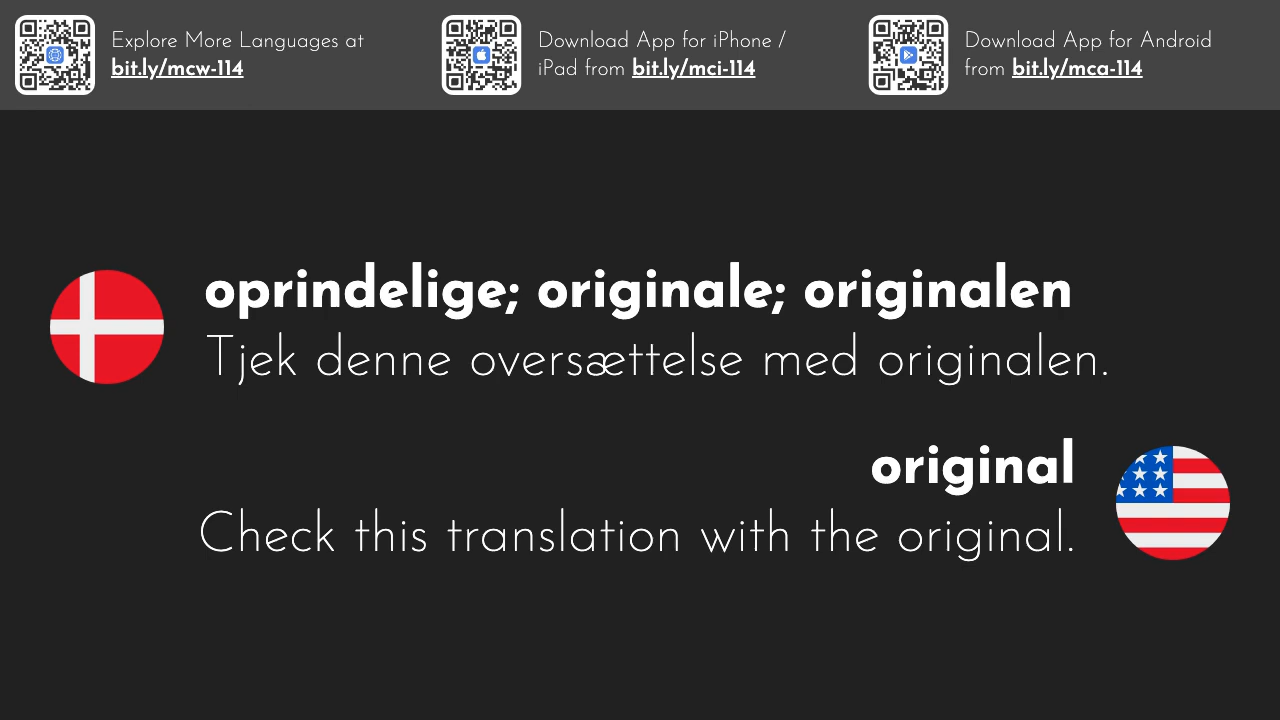 Explore More Languages at
bit.ly/mcw-114
Download App for iPhone /
iPad from bit.ly/mci-114
Download App for Android
from bit.ly/mca-114
oprindelige; originale; originalen
Tjek denne oversættelse med originalen.
original
Check this translation with the original.